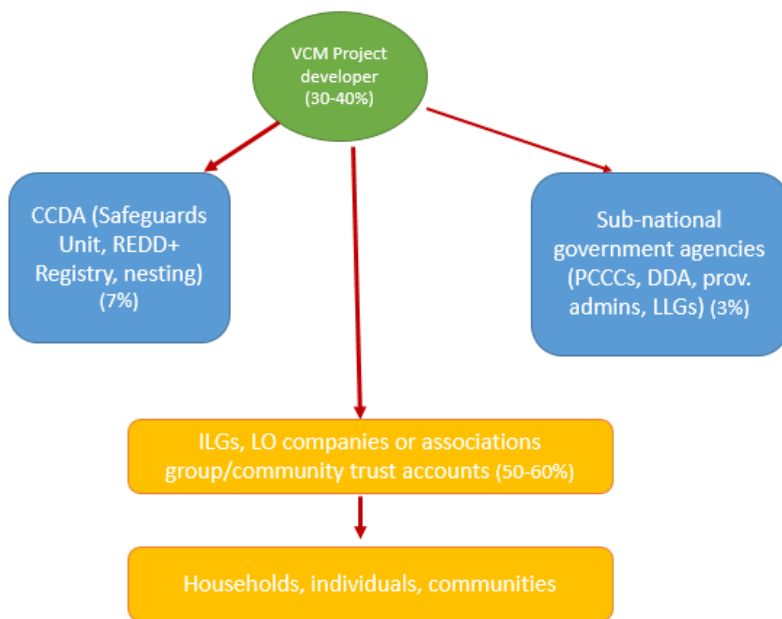 VCM Project
developer
(30-40%)
CCDA (Safeguards
Unit, REDD+
Registry, nesting)
(7%)
Sub-national
government agencies
(PCCCs, DDA, prov.
admins, LLGs) (3%)
ILGs, LO companies or associations
group/community trust accounts (50-60%)
Households, individuals, communities